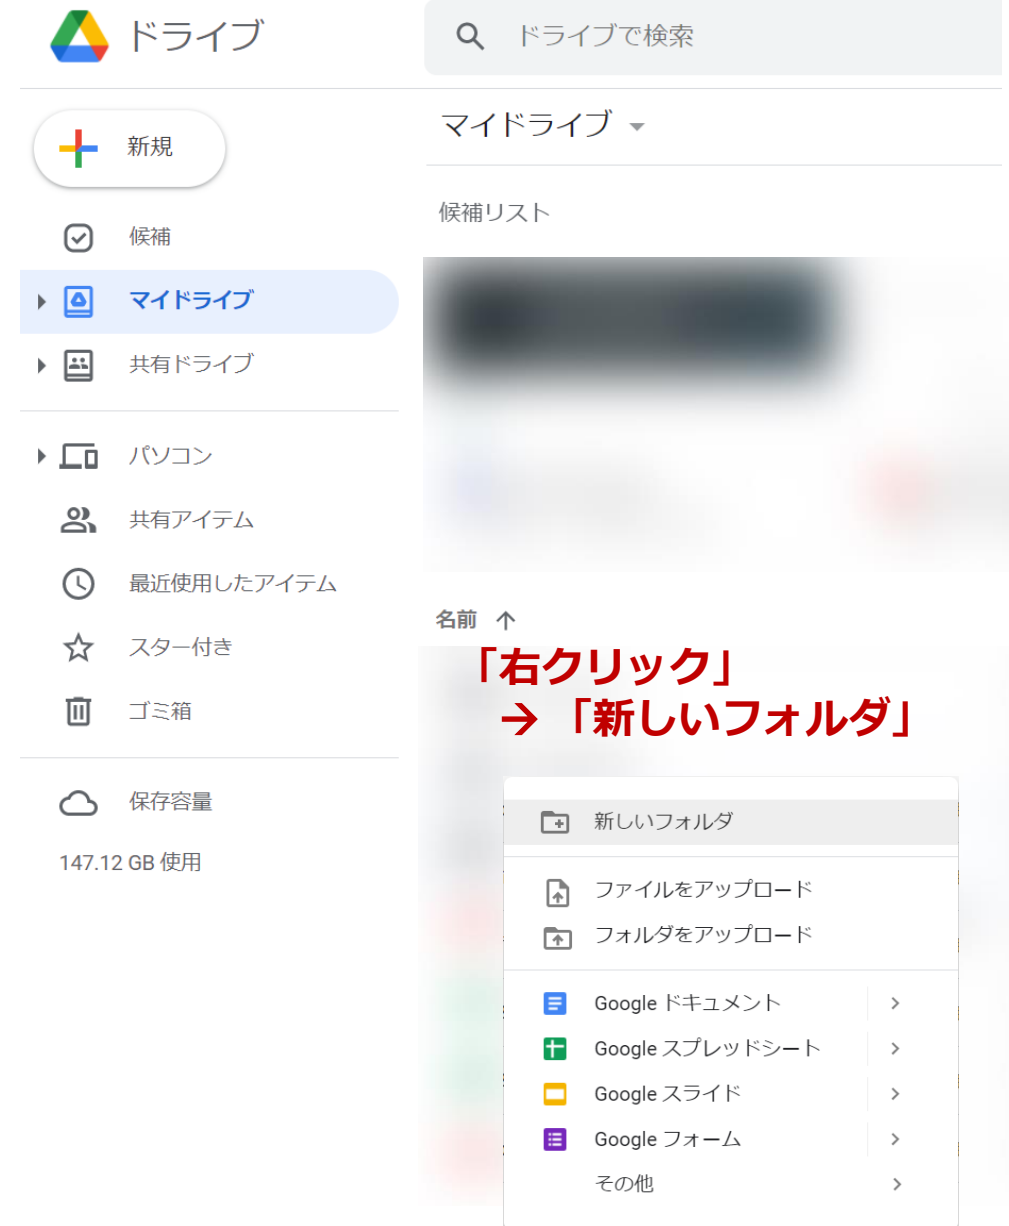 ドライブ
ドライブで検索
新規
マイドライブ
候補リスト
候補
マイドライブ
共有ドライブ
パソコン
共有アイテム
最近使用したアイテム
スター付き
ゴミ箱
保存容量
147.12 GB 使用
名前 ↑
「右クリック」
→「新しいフォルダ」
新しいフォルダ
ファイルをアップロード
フォルダをアップロード
Google ドキュメント
Google スプレッドシート
Google スライド
Google フォーム
その他